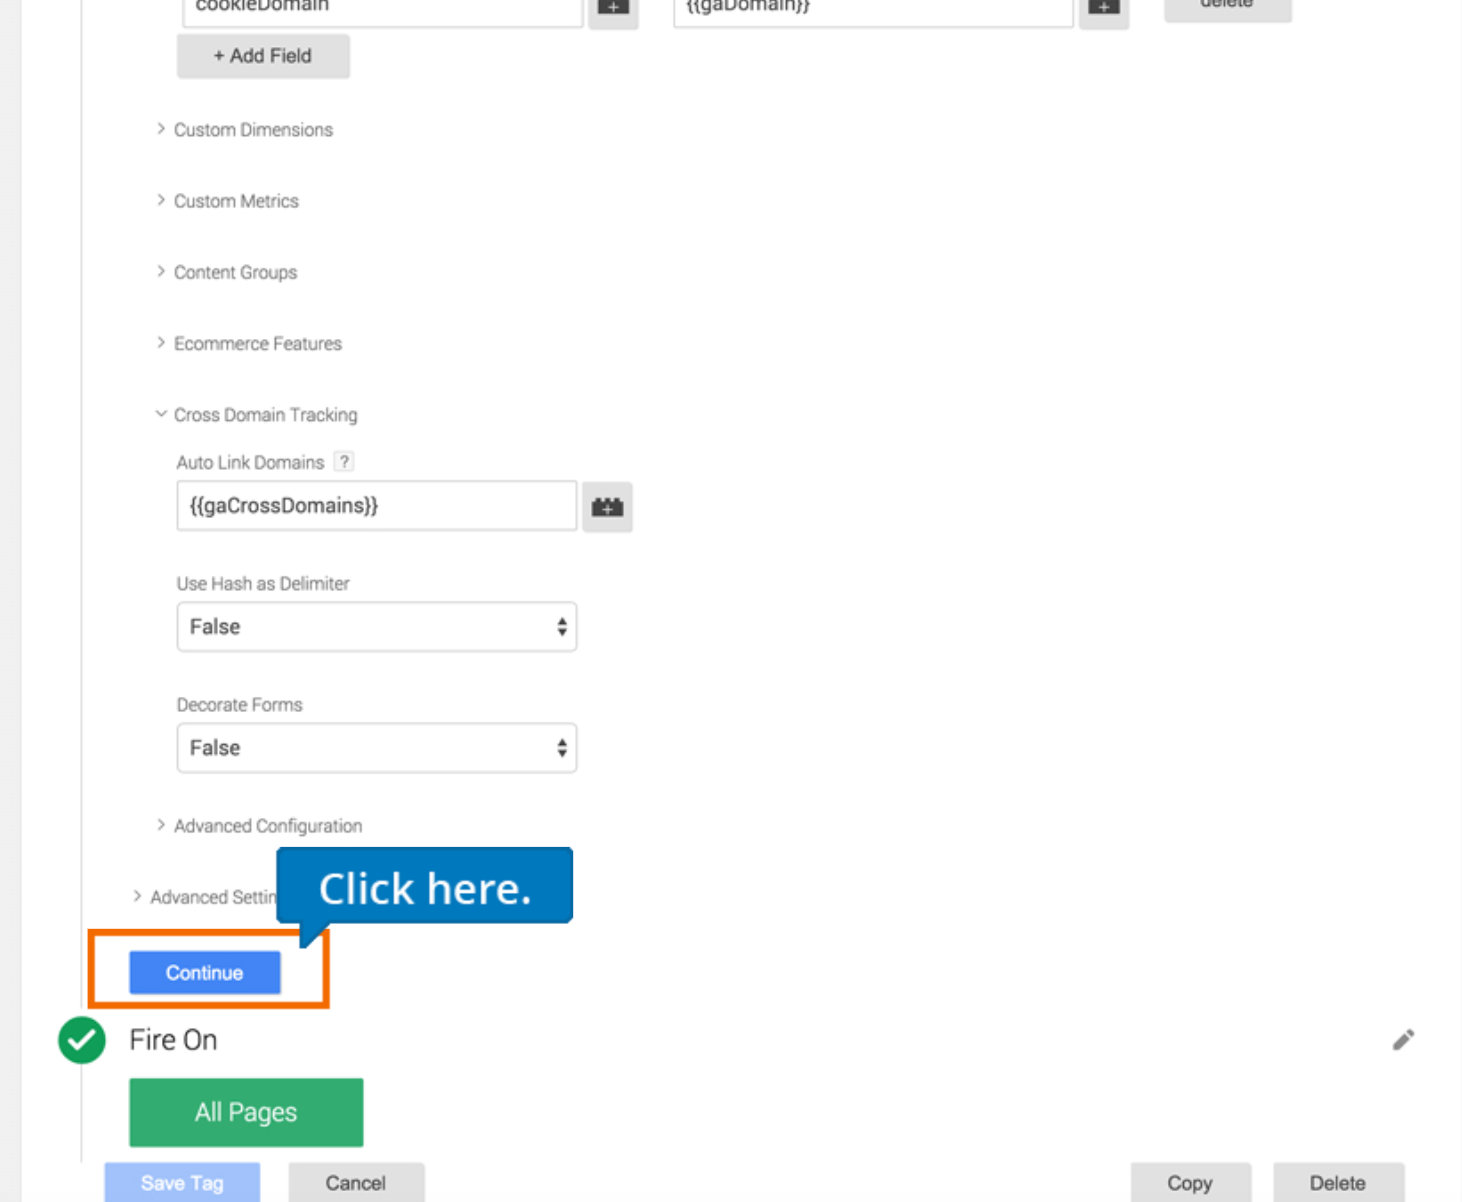 cookieDomain {{gaDomain}} delete
+ Add Field
Custom Dimensions
Custom Metrics
Content Groups
Ecommerce Features
Cross Domain Tracking
Auto Link Domains ?
{{gaCrossDomains}}
Use Hash as Delimiter
False
Decorate Forms
False
Advanced Configuration
Advanced Settin
Click here.
Continue
Fire On
All Pages
Save Tag Cancel Copy Delete